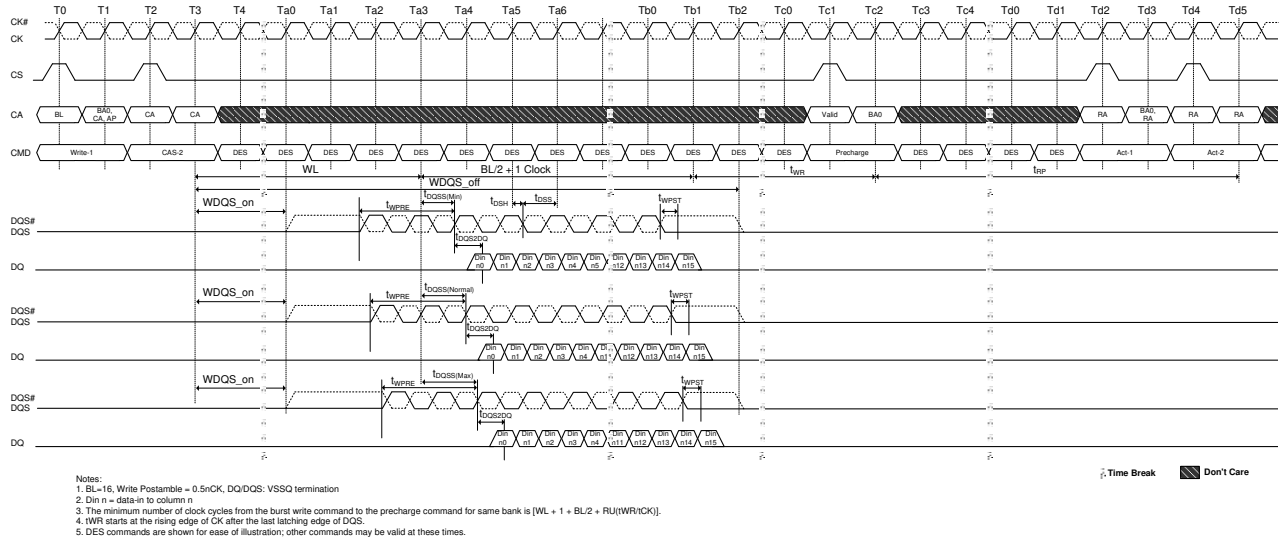 T0 T1 T2 T3 T4 Ta0 Ta1 Ta2 Ta3 Ta4 Ta5 Ta6 Tb0 Tb1 Tb2 Tc0 Tc1 Tc2 Tc3 Tc4 Td0 Td1 Td2 Td3 Td4 Td5
CK#
CK
CS
CA BL BA0, CA, AP CA CA Valid BA0 RA BA0, RA RA RA
CMD Write-1 CAS-2 DES DES DES DES DES DES DES DES DES DES DES DES DES Precharge DES DES DES DES Act-1 Act-2
WL BL/2 + 1 Clock tWR tRP
WDQS_off
WDQS_on tWPRE tDQSS(Min) tDSH tDSS tWPST
DQS#
DQS
tDQS2DQ
DQ Din n0 Din n1 Din n2 Din n3 Din n4 Din n5 Din n12 Din n13 Din n14 Din n15
WDQS_on tWPRE tDQSS(Normal) tWPST
DQS#
DQS
tDQS2DQ
DQ Din n0 Din n1 Din n2 Din n3 Din n4 Din n12 Din n13 Din n14 Din n15
WDQS_on tWPRE tDQSS(Max) tWPST
DQS#
DQS
tDQS2DQ
DQ Din n0 Din n1 Din n2 Din n3 Din n4 Din n11 Din n12 Din n13 Din n14 Din n15
Time Break Don't Care
Notes:
1. BL=16, Write Postamble = 0.5nCK, DQ/DQS: VSSQ termination
2. Din n = data-in to column n
3. The minimum number of clock cycles from the burst write command to the precharge command for same bank is [WL + 1 + BL/2 + RU(tWR/tCK)].
4. tWR starts at the rising edge of CK after the last latching edge of DQS.
5. DES commands are shown for ease of illustration; other commands may be valid at these times.